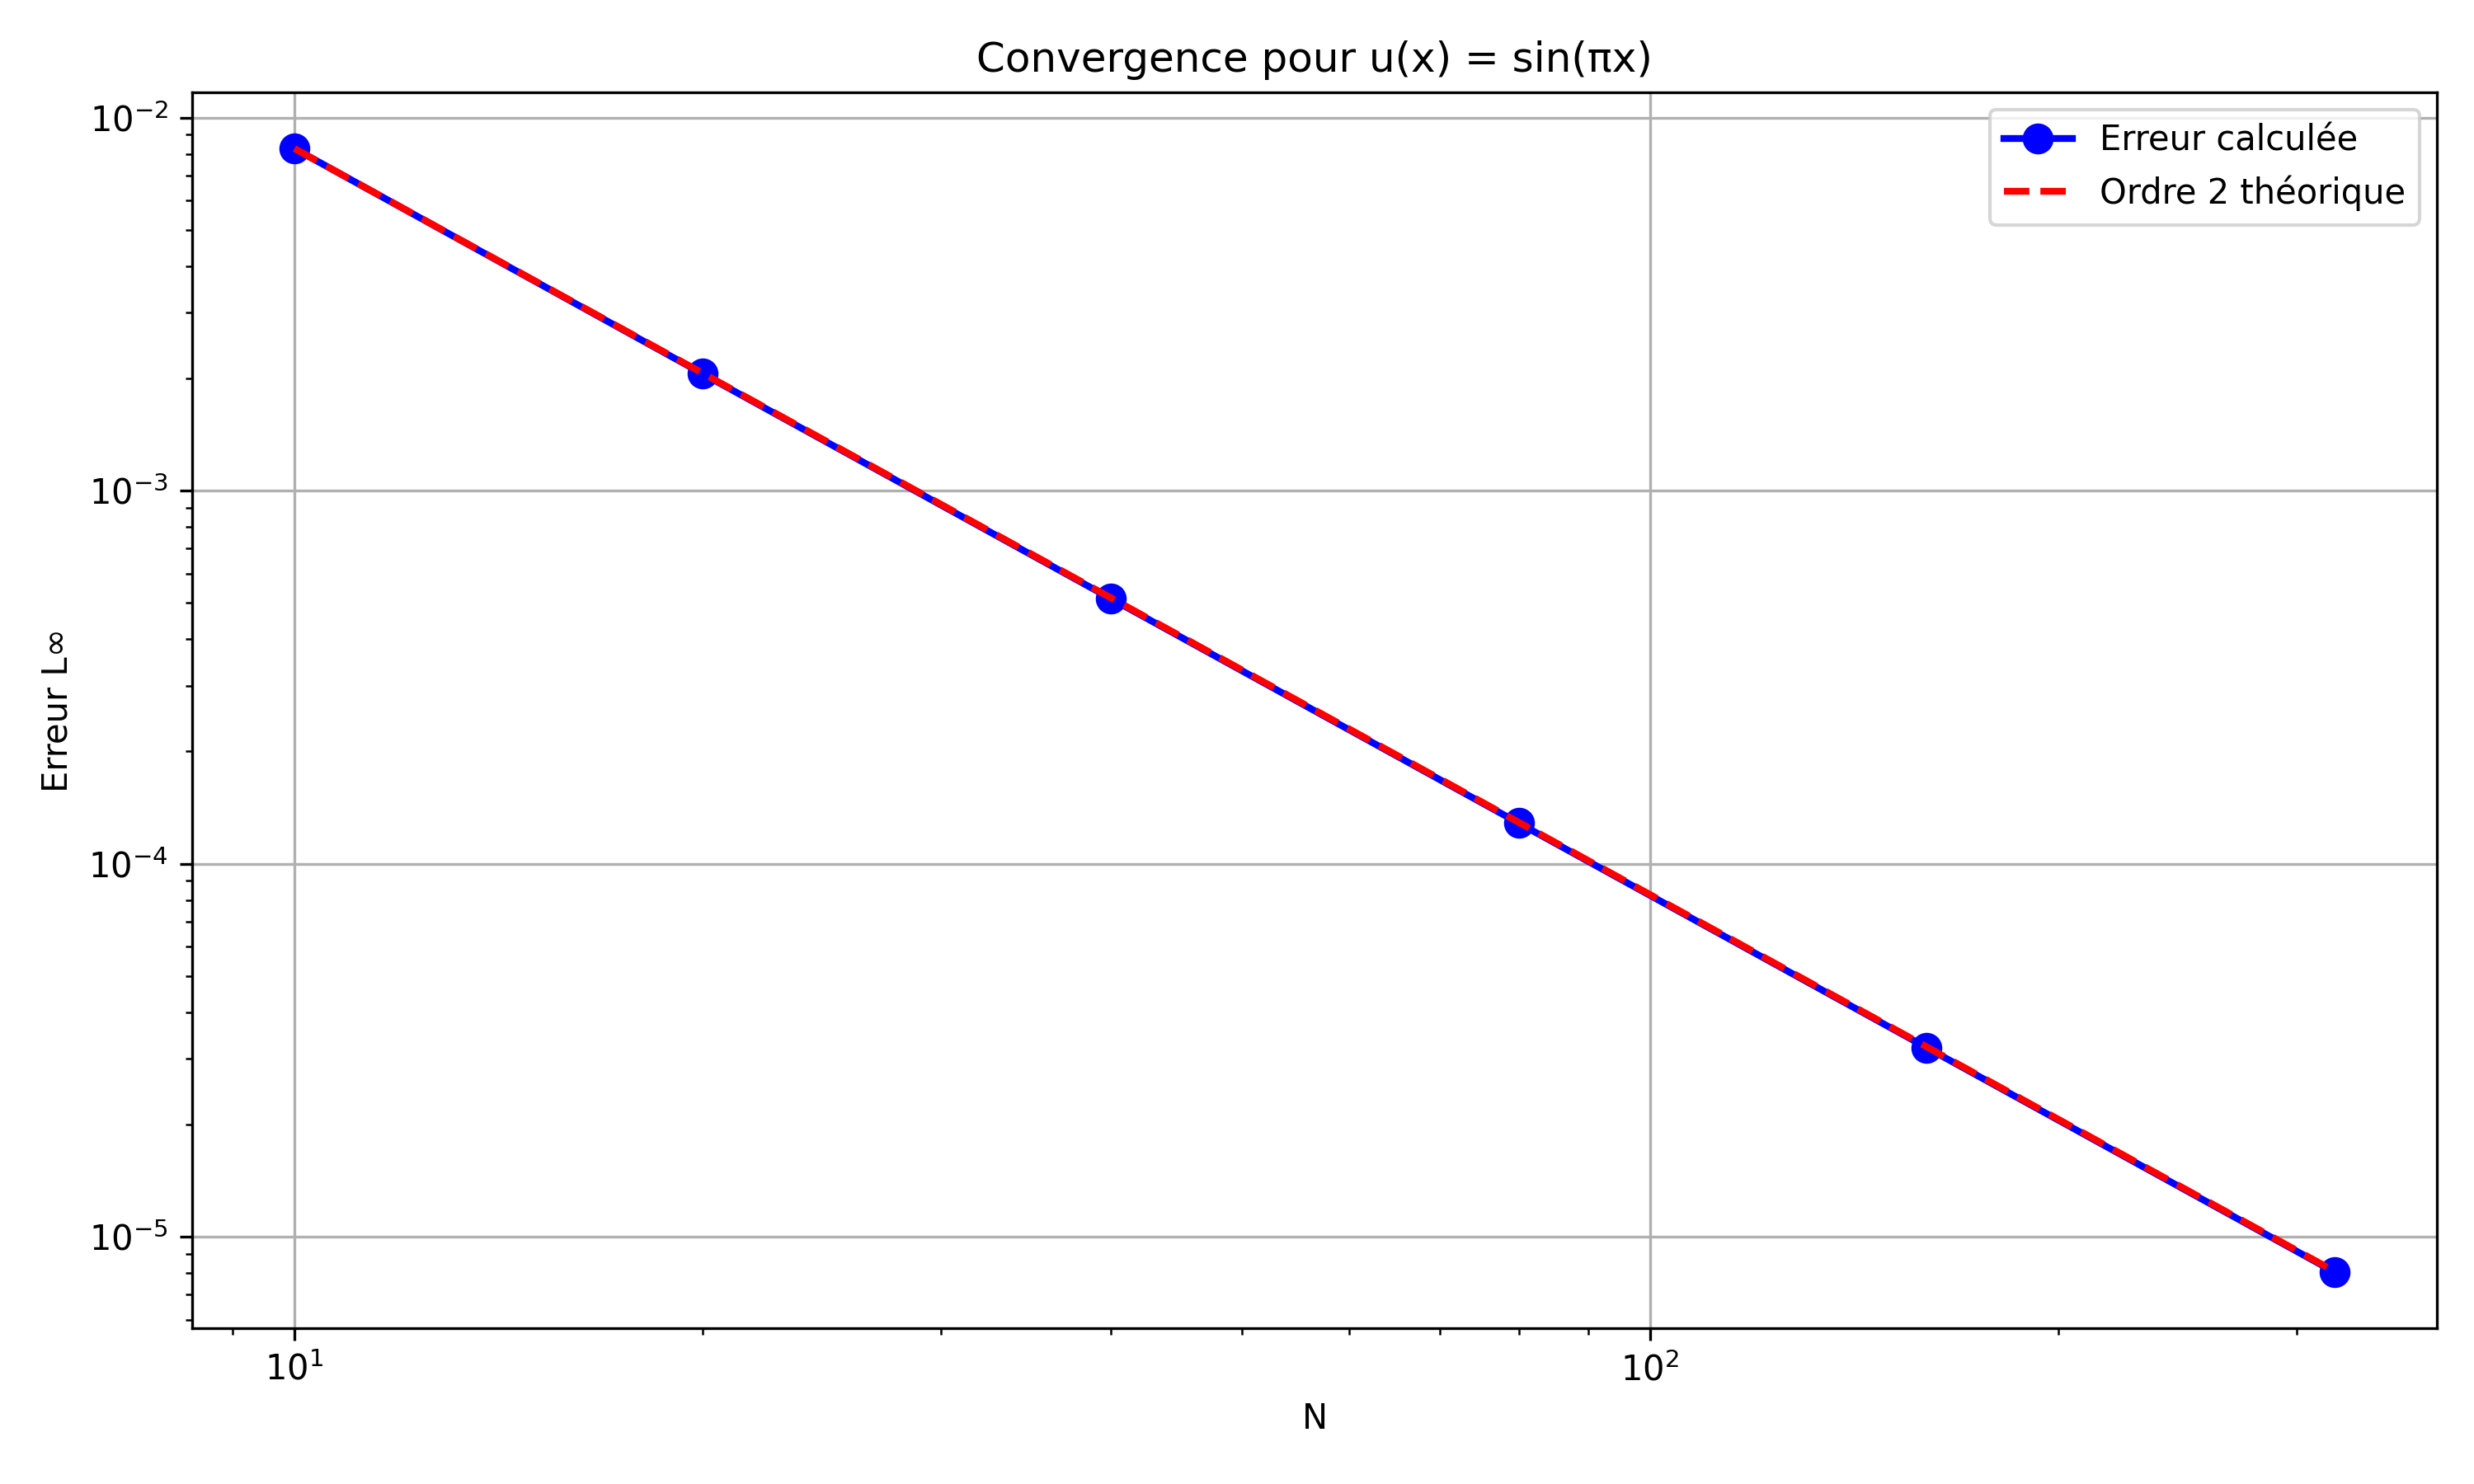 Convergence pour u(x) = sin(πx)
10⁻²
Erreur calculée
Ordre 2 théorique
10⁻³
Erreur L∞
10⁻⁴
10⁻⁵
10¹
10²
N